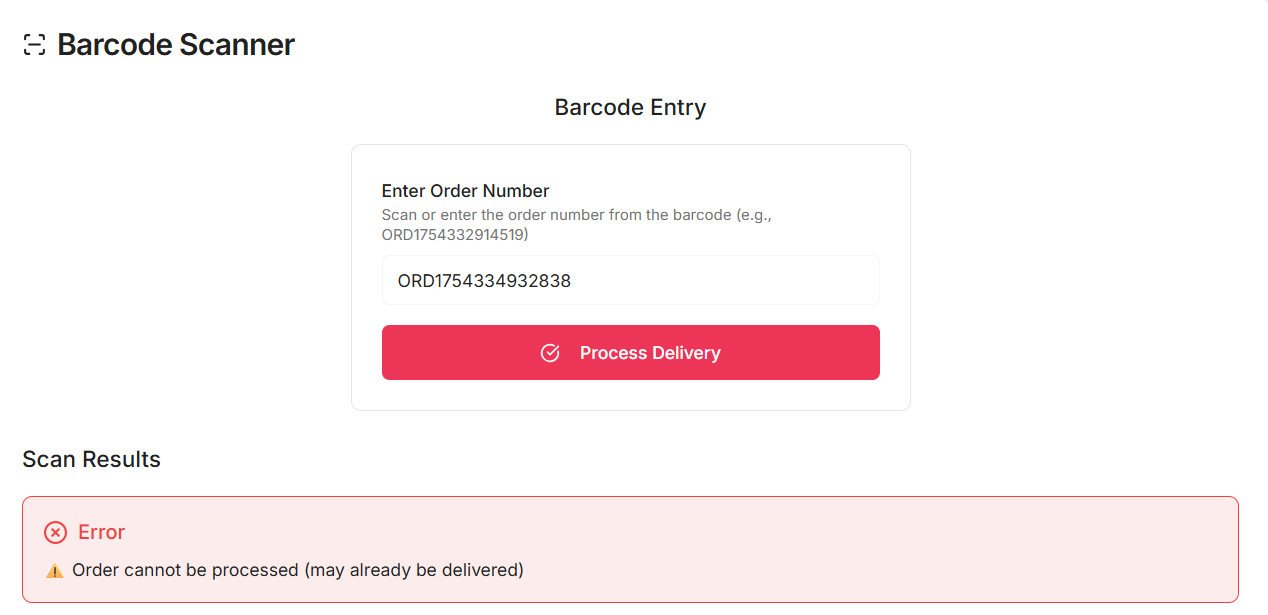 Barcode Scanner
Barcode Entry
Enter Order Number
Scan or enter the order number from the barcode (e.g.,
ORD1754332914519)
ORD1754334932838
Process Delivery
Scan Results
Error
⚠️ Order cannot be processed (may already be delivered)